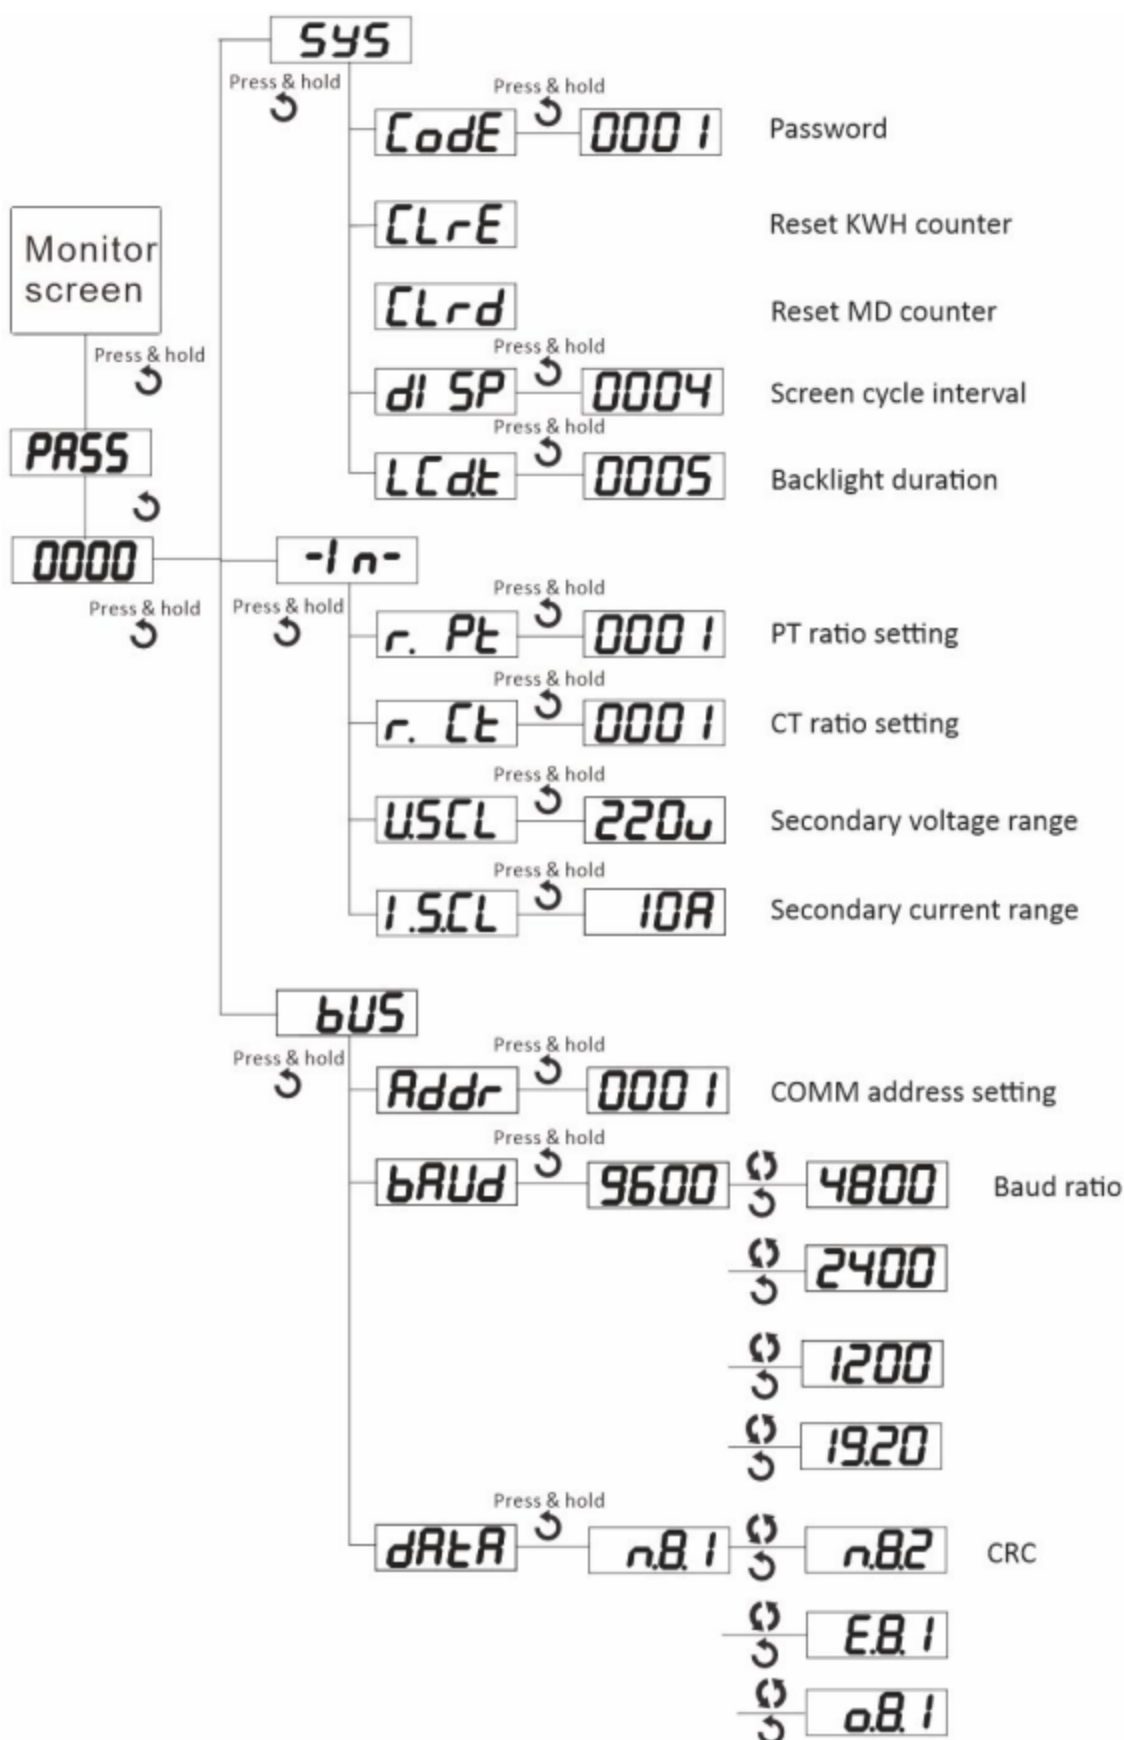 SYS
Press & hold
Press & hold
CodE
0001
Password
CLrE
Reset KWH counter
Monitor
screen
CLrd
Reset MD counter
Press & hold
Press & hold
dI SP
0004
Screen cycle interval
Press & hold
PASS
LCd.t
0005
Backlight duration
0000
-In-
Press & hold
Press & hold
Press & hold
r. Pt
0001
PT ratio setting
Press & hold
r. Ct
0001
CT ratio setting
Press & hold
U.SCL
220u
Secondary voltage range
Press & hold
I.S.CL
10A
Secondary current range
bUS
Press & hold
Press & hold
Addr
0001
COMM address setting
Press & hold
bAUd
9600
4800
Baud ratio
2400
1200
19.20
Press & hold
dAtA
n.8.1
n.8.2
CRC
E.8.1
o.8.1